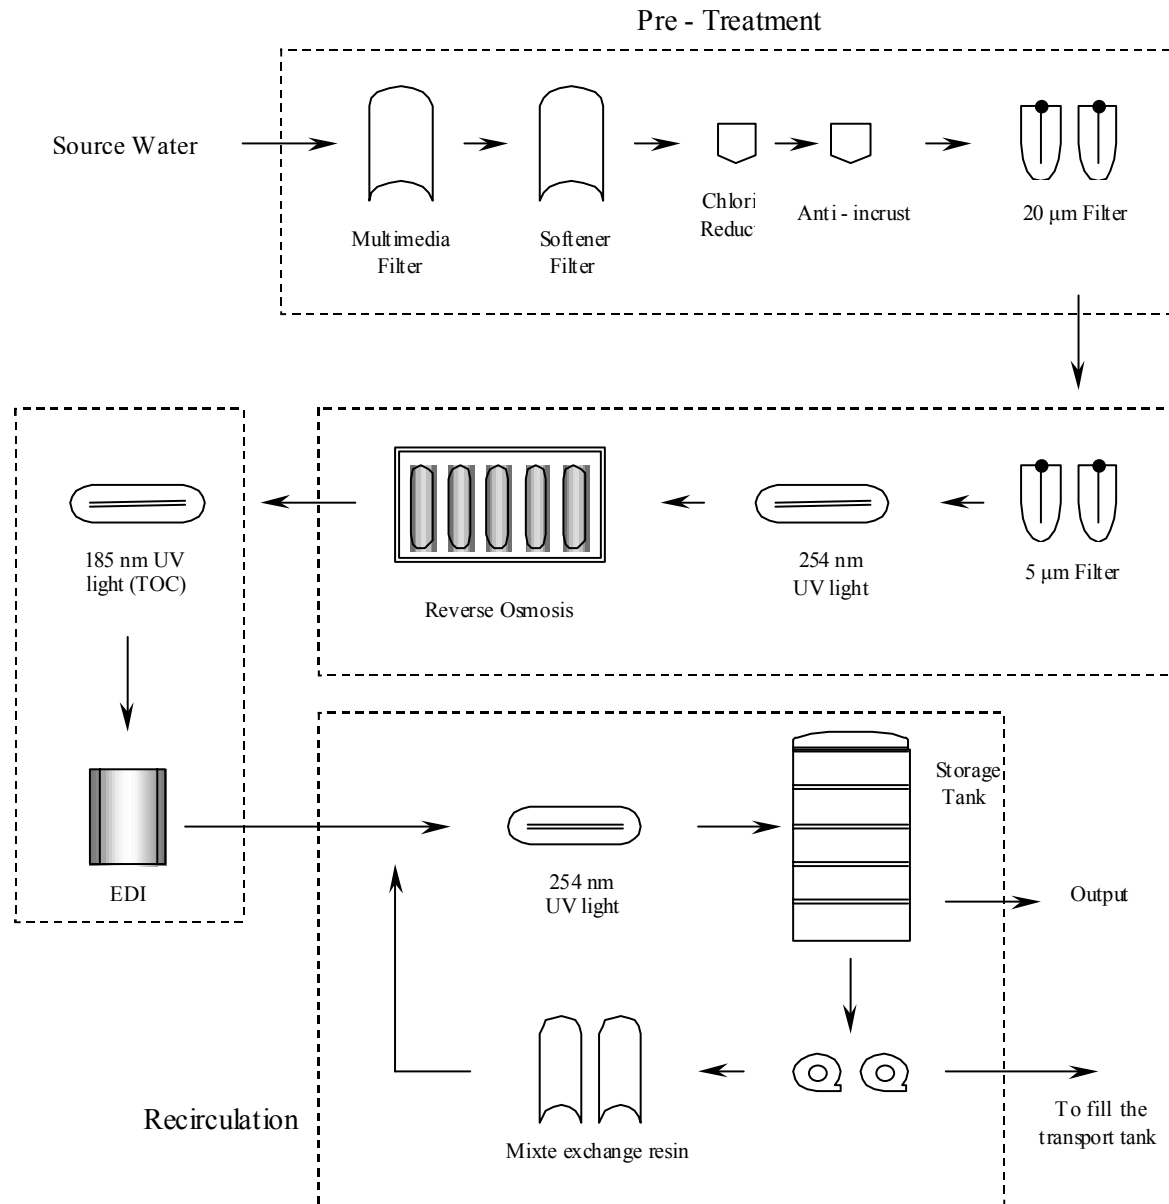 Pre - Treatment
Source Water
Multimedia
Filter
Softener
Filter
Chlori
Reduc
Anti - incrust
20 μm Filter
185 nm UV
light (TOC)
Reverse Osmosis
254 nm
UV light
5 μm Filter
EDI
254 nm
UV light
Storage
Tank
Output
Recirculation
Mixte exchange resin
To fill the
transport tank